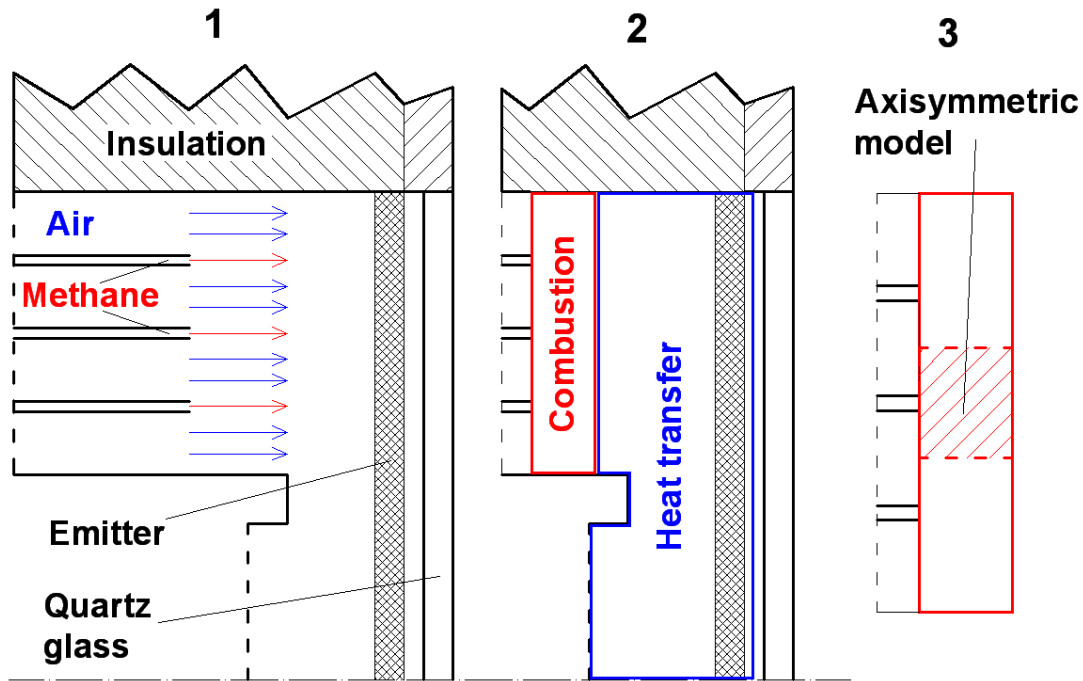 1
2
3
Axisymmetric
model
Insulation
Air
Methane
Combustion
Heat transfer
Emitter
Quartz
glass